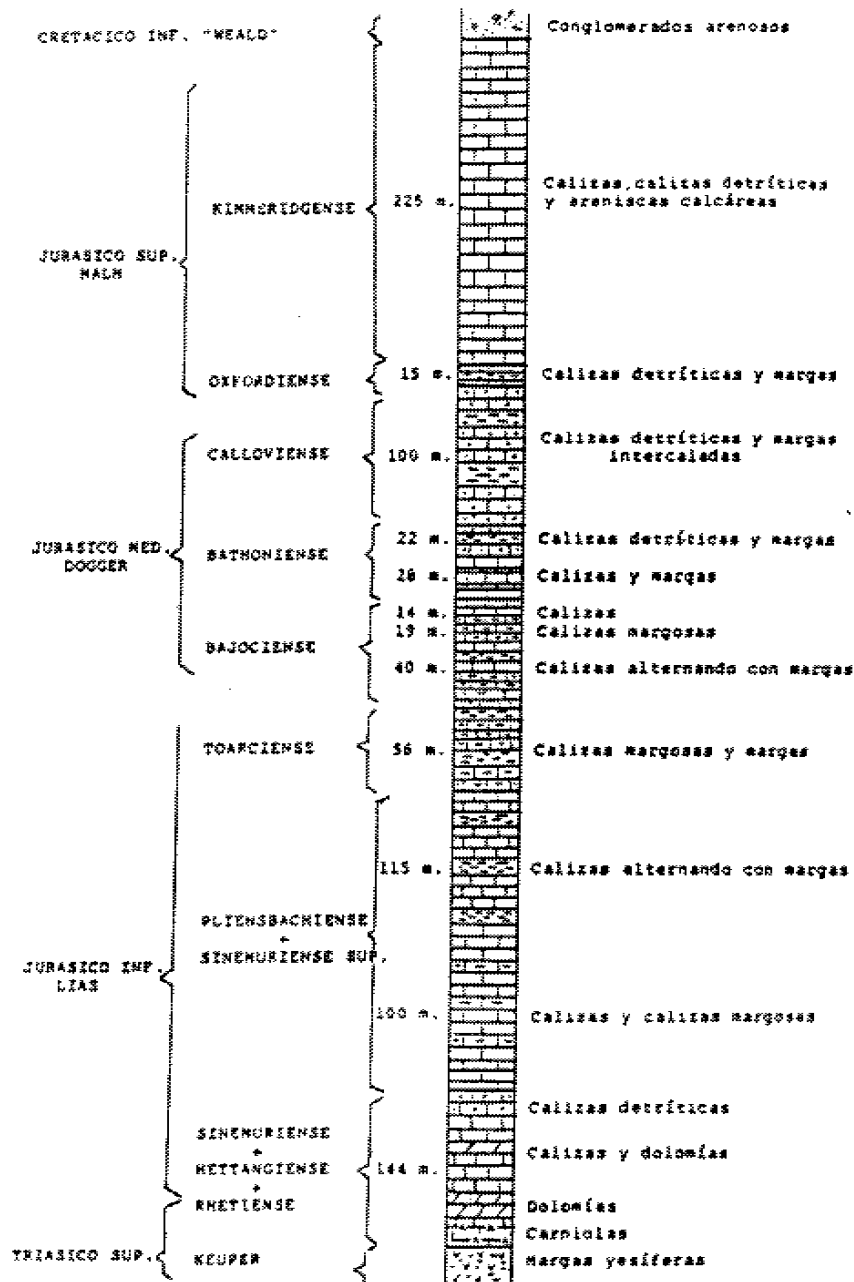 CRETACICO INF. "WEALD"
Conglomerados arenosos
KIMMERIDGENSE
225 m.
Calizas, calizas detríticas
y areniscas calcáreas
JURASICO SUP.
MALM
OXFORDIENSE
15 m.
Calizas detríticas y margas
CALLOVIENSE
100 m.
Calizas detríticas y margas
intercaladas
JURASICO MED.
DOGGER
BATHONIENSE
22 m.
Calizas detríticas y margas
28 m.
Calizas y margas
14 m.
Calizas
19 m.
Calizas margosas
BAJOCIENSE
40 m.
Calizas alternando con margas
TOARCIENSE
56 m.
Calizas margosas y margas
115 m.
Calizas alternando con margas
PLIENSBACHIENSE
+
SINEMURIENSE SUP.
JURASICO INF.
LIAS
100 m.
Calizas y calizas margosas
Calizas detríticas
SINEMURIENSE
+
HETTANGIENSE
+
RHETIENSE
144 m.
Calizas y dolomías
Dolomías
Carniolas
TRIASICO SUP.
KEUPER
Margas yesíferas